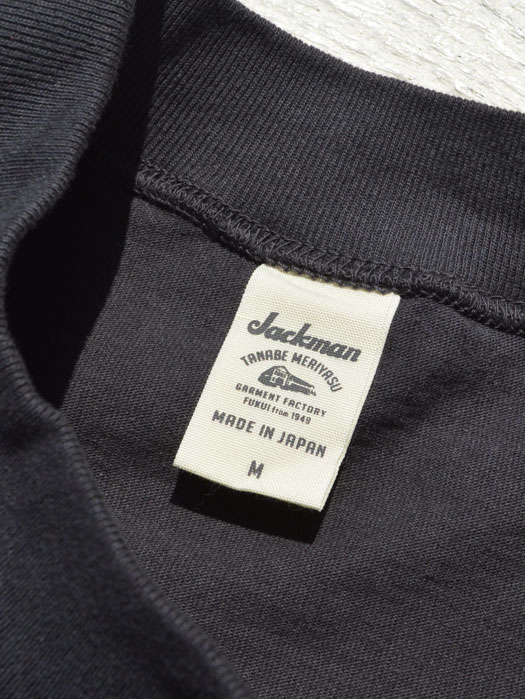 Jackman
TANABE MERIYASU
GARMENT FACTORY
FUKUI from 1949
MADE IN JAPAN
M